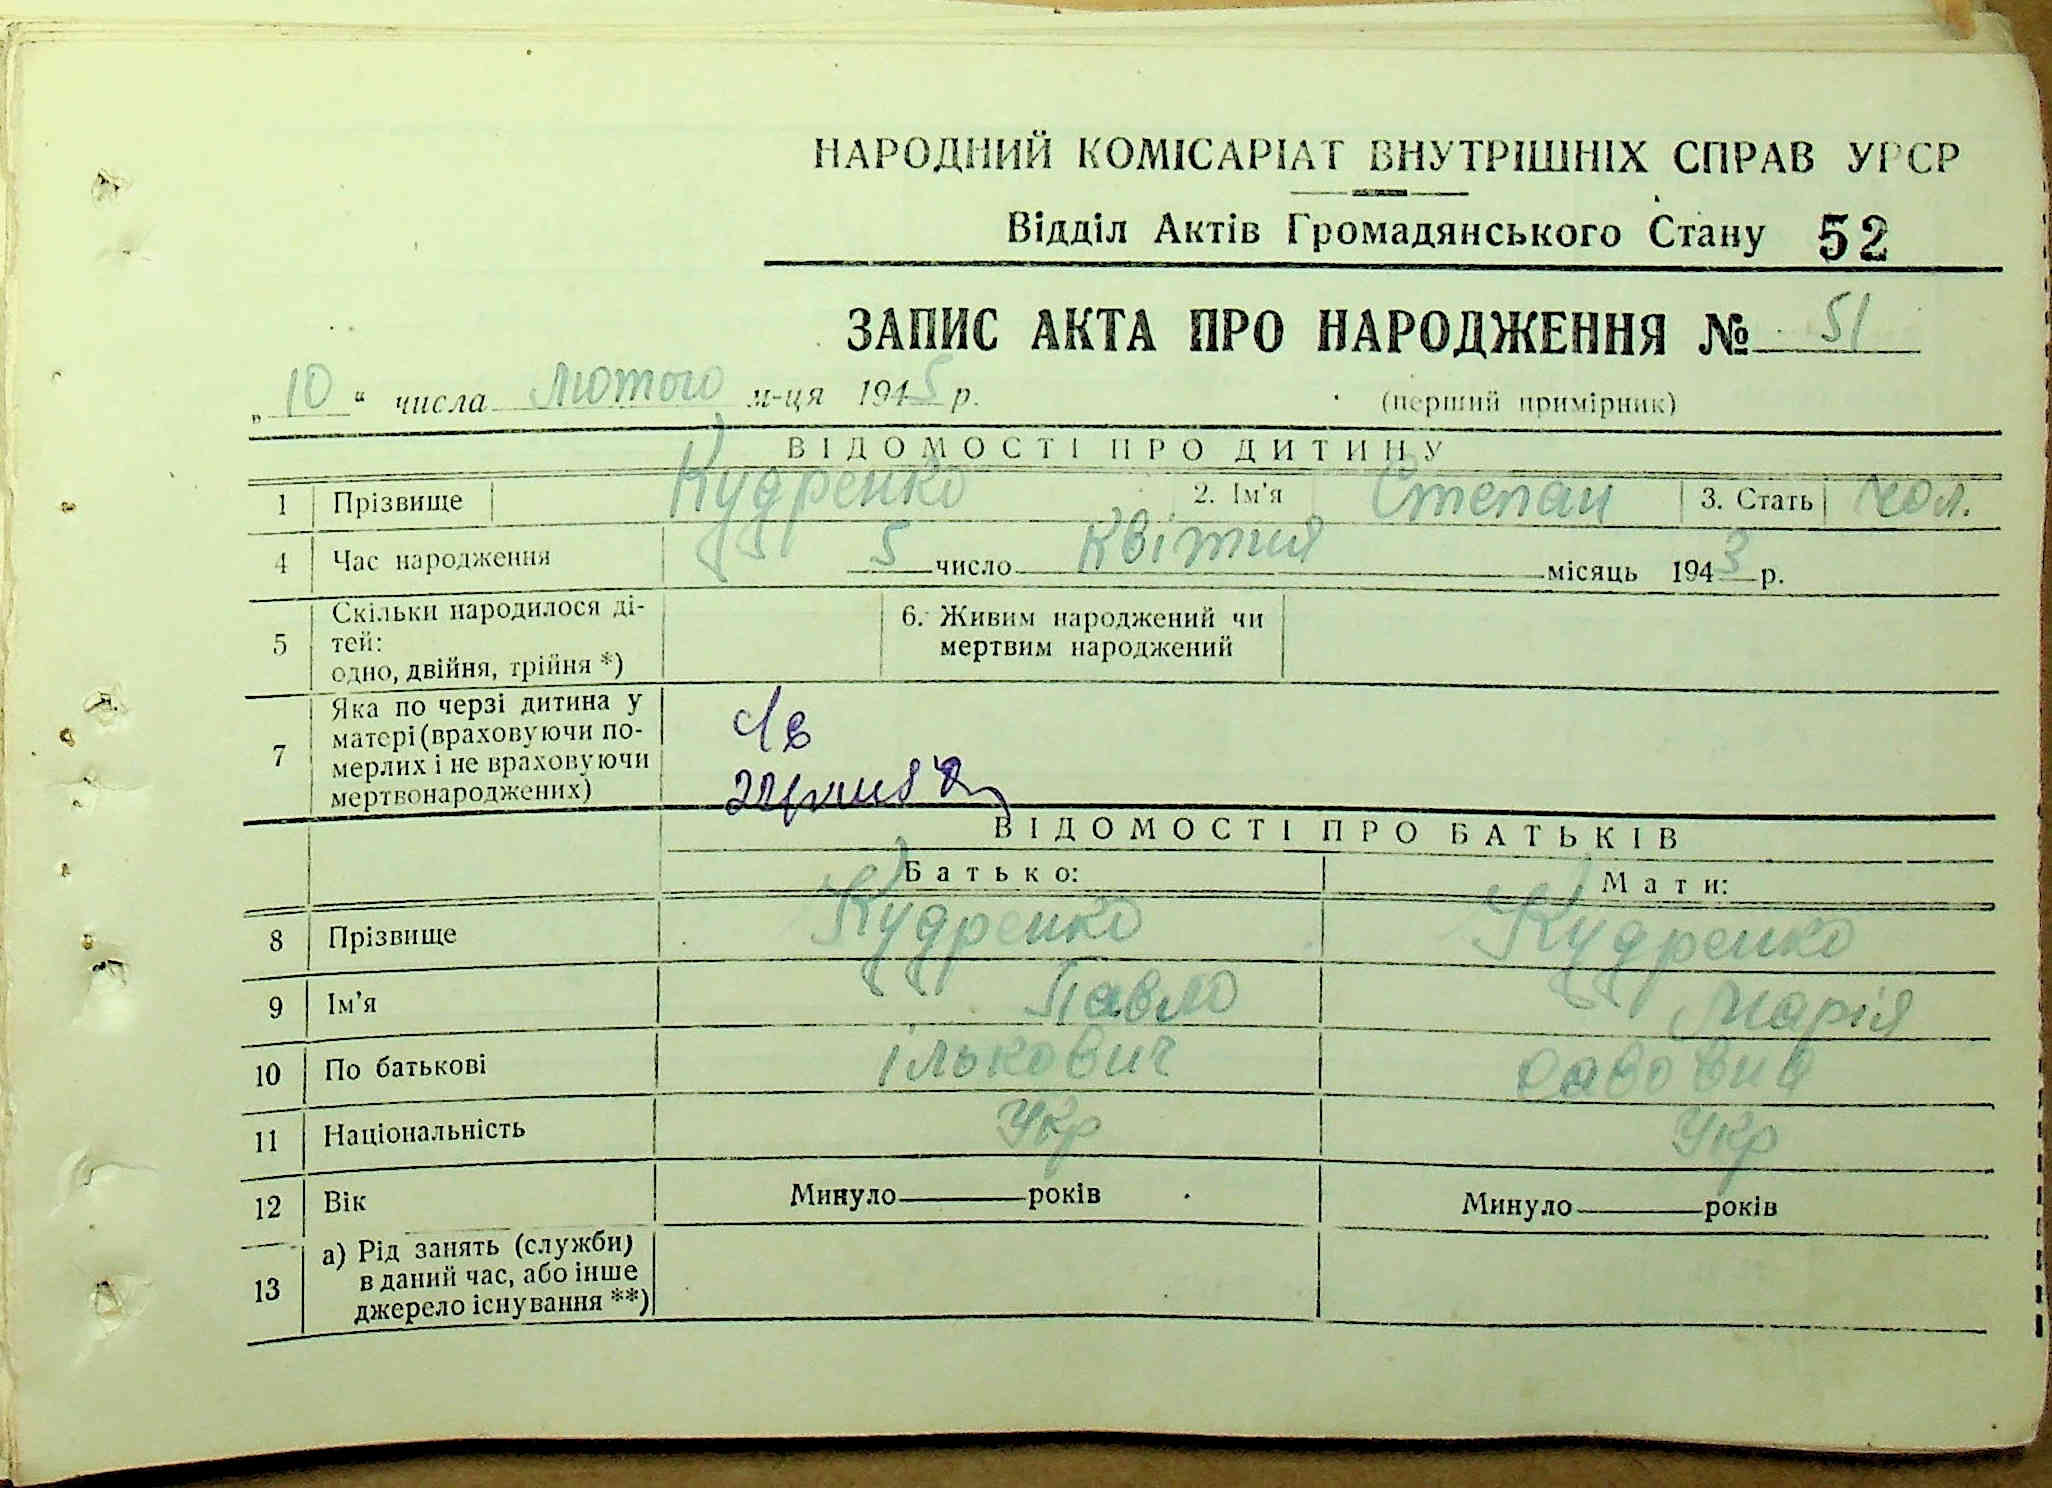 НАРОДНИЙ КОМІСАРІАТ ВНУТРІШНІХ СПРАВ УРСР
Відділ Актів Громадянського Стану 52
ЗАПИС АКТА ПРО НАРОДЖЕННЯ № 51
„10“ числа лютого м-ця 1945 р. (перший примірник)
ВІДОМОСТІ ПРО ДИТИНУ
1 Прізвище Кудренко 2. Ім'я Степан 3. Стать чол.
4 Час народження 5 число Квітня місяць 1943 р.
5 Скільки народилося ді-
тей:
одно, двійня, трійня *)
6. Живим народжений чи
мертвим народжений
7 Яка по черзі дитина у
матері (враховуючи по-
мерлих і не враховуючи
мертвонароджених)
ВІДОМОСТІ ПРО БАТЬКІВ
Батько: Мати:
8 Прізвище Кудренко Кудренко
9 Ім'я Павло Марія
10 По батькові ількович
11 Національність Укр Укр
12 Вік Минуло років Минуло років
13 а) Рід занять (служби)
в даний час, або інше
джерело існування **)